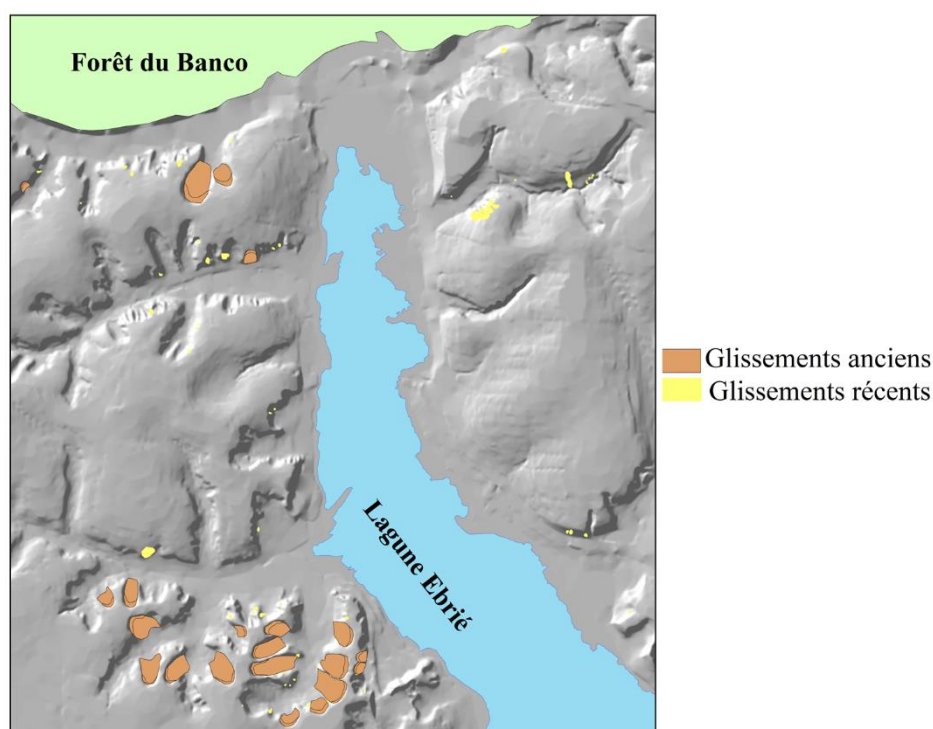 Forêt du Banco
Glissements anciens
Glissements récents
Lagune Ebrié